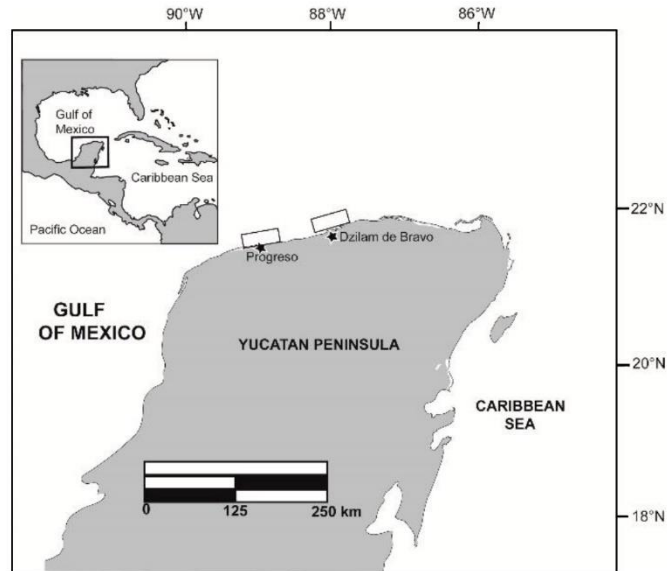 90°W
88°W
86°W
Gulf of
Mexico
Caribbean Sea
Pacific Ocean
22°N
Dzilam de Bravo
Progreso
GULF
OF MEXICO
YUCATAN PENINSULA
20°N
CARIBBEAN
SEA
0
125
250 km
18°N